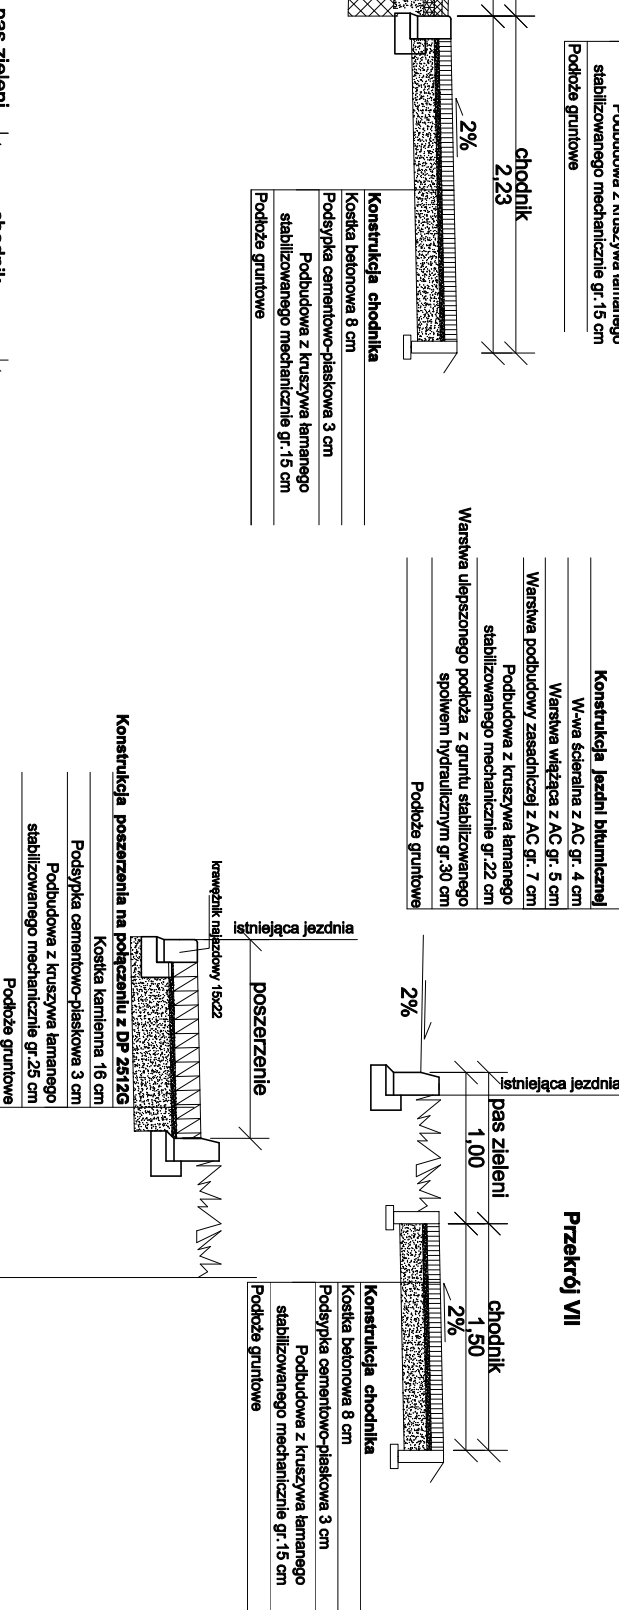 Podbudowa z kruszywa łamanego
stabilizowanego mechanicznie gr.15 cm
Podłoże gruntowe
chodnik
2,23
2%
Konstrukcja chodnika
Kostka betonowa 8 cm
Podsypka cementowo-piaskowa 3 cm
Podbudowa z kruszywa łamanego
stabilizowanego mechanicznie gr.15 cm
Podłoże gruntowe
pas zieleni
chodnik
Konstrukcja jezdni bitumicznej
W-wa ścieralna z AC gr. 4 cm
Warstwa wiążąca z AC gr. 5 cm
Warstwa podbudowy zasadniczej z AC gr. 7 cm
Podbudowa z kruszywa łamanego
stabilizowanego mechanicznie gr.22 cm
Warstwa ulepszonego podłoża z gruntu stabilizowanego
spoiwem hydraulicznym gr.30 cm
Podłoże gruntowe
Przekrój VII
istniejąca jezdnia
2%
pas zieleni
1,00
chodnik
1,50
2%
Konstrukcja chodnika
Kostka betonowa 8 cm
Podsypka cementowo-piaskowa 3 cm
Podbudowa z kruszywa łamanego
stabilizowanego mechanicznie gr.15 cm
Podłoże gruntowe
istniejąca jezdnia
poszerzenie
krawężnik najazdowy 15x22
Konstrukcja poszerzenia na połączeniu z DP 2512G
Kostka kamienna 16 cm
Podsypka cementowo-piaskowa 3 cm
Podbudowa z kruszywa łamanego
stabilizowanego mechanicznie gr.25 cm
Podłoże gruntowe